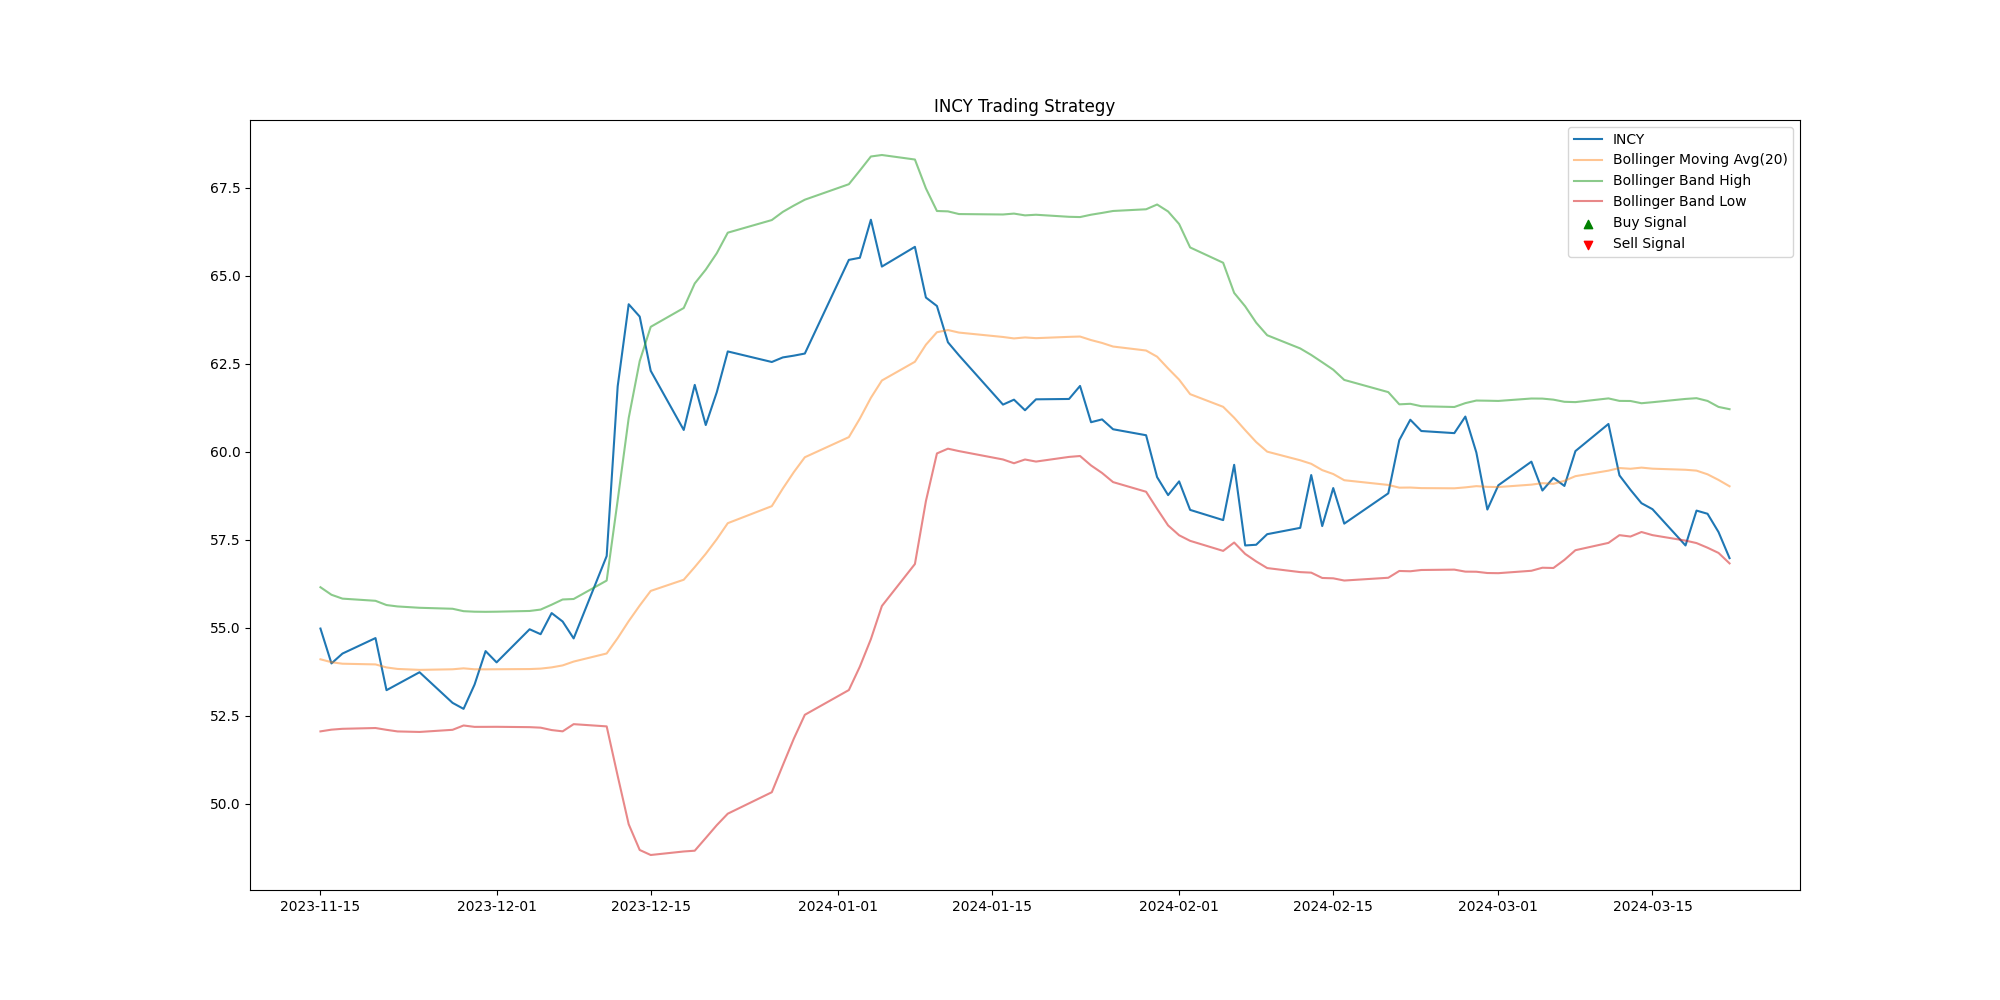 INCY Trading Strategy
INCY
Bollinger Moving Avg(20)
Bollinger Band High
Bollinger Band Low
Buy Signal
Sell Signal
67.5
65.0
62.5
60.0
57.5
55.0
52.5
50.0
2023-11-15 2023-12-01 2023-12-15 2024-01-01 2024-01-15 2024-02-01 2024-02-15 2024-03-01 2024-03-15